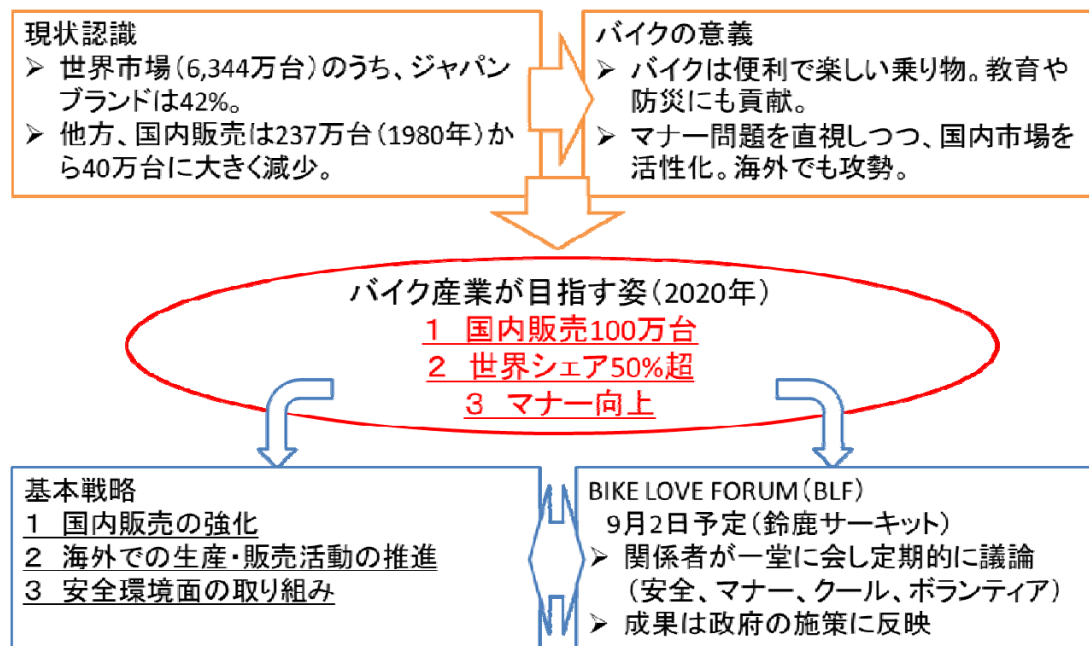 現状認識
➢ 世界市場(6,344万台)のうち、ジャパン
ブランドは42%。
➢ 他方、国内販売は237万台(1980年)か
ら40万台に大きく減少。
バイクの意義
➢ バイクは便利で楽しい乗り物。教育や
防災にも貢献。
➢ マナー問題を直視しつつ、国内市場を
活性化。海外でも攻勢。
バイク産業が目指す姿(2020年)
1 国内販売100万台
2 世界シェア50%超
3 マナー向上
基本戦略
1 国内販売の強化
2 海外での生産・販売活動の推進
3 安全環境面の取り組み
BIKE LOVE FORUM(BLF)
9月2日予定(鈴鹿サーキット)
➢ 関係者が一堂に会し定期的に議論
(安全、マナー、クール、ボランティア)
➢ 成果は政府の施策に反映